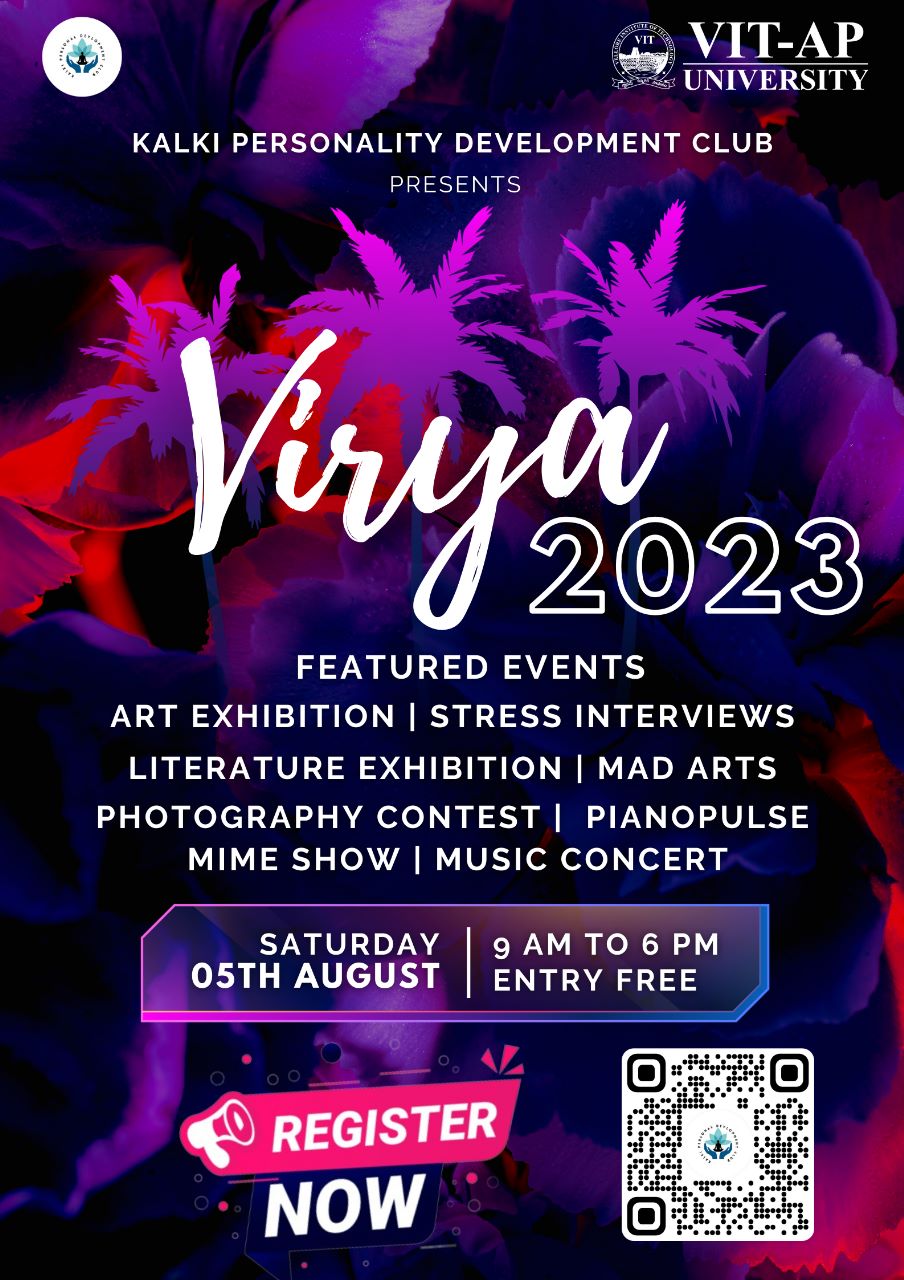 VIT
VIT-AP
UNIVERSITY
KALKI PERSONALITY DEVELOPMENT CLUB
PRESENTS
Virya
2023
FEATURED EVENTS
ART EXHIBITION | STRESS INTERVIEWS
LITERATURE EXHIBITION | MAD ARTS
PHOTOGRAPHY CONTEST | PIANOPULSE
MIME SHOW | MUSIC CONCERT
SATURDAY
05TH AUGUST
9 AM TO 6 PM
ENTRY FREE
REGISTER
NOW